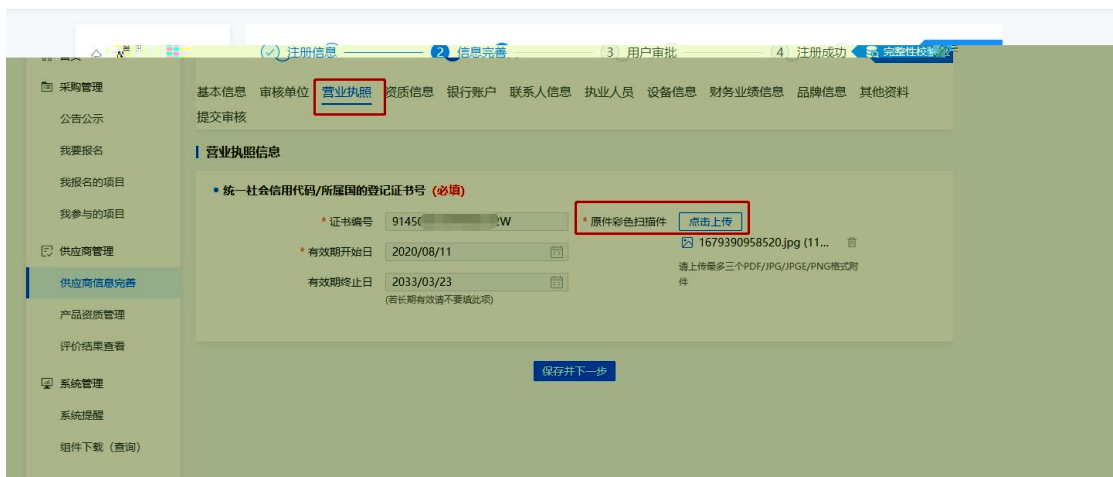 注册信息 2 信息完善 3 用户审批 4 注册成功 完整性校验
首页
采购管理
公告公示
我要报名
我报名的项目
我参与的项目
供应商管理
供应商信息完善
产品资质管理
评价结果查看
系统管理
系统提醒
组件下载（查询）
基本信息 审核单位 营业执照 资质信息 银行账户 联系人信息 执业人员 设备信息 财务业绩信息 品牌信息 其他资料
提交审核
营业执照信息
• 统一社会信用代码/所属国的登记证书号 (必填)
* 证书编号 9145 2W * 原件彩色扫描件 点击上传
1679390958520.jpg (11...
* 有效期开始日 2020/08/11
请上传最多三个PDF/JPG/JPGE/PNG格式附
件
有效期终止日 2033/03/23
(若长期有效请不要填此项)
保存并下一步